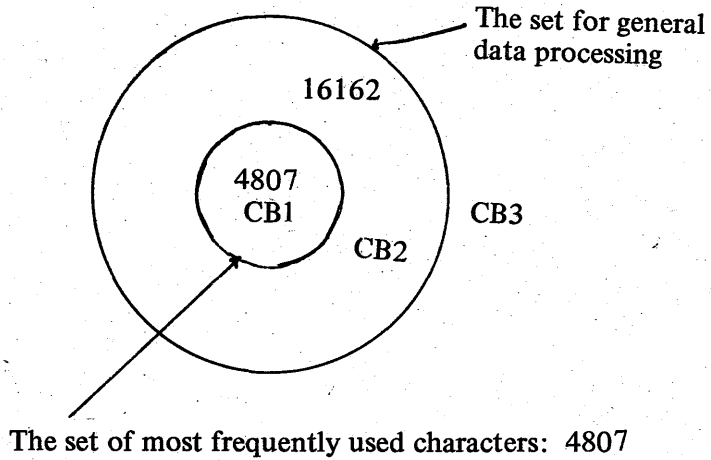 The set for general
data processing
16162
4807
CB1
CB3
CB2
The set of most frequently used characters: 4807